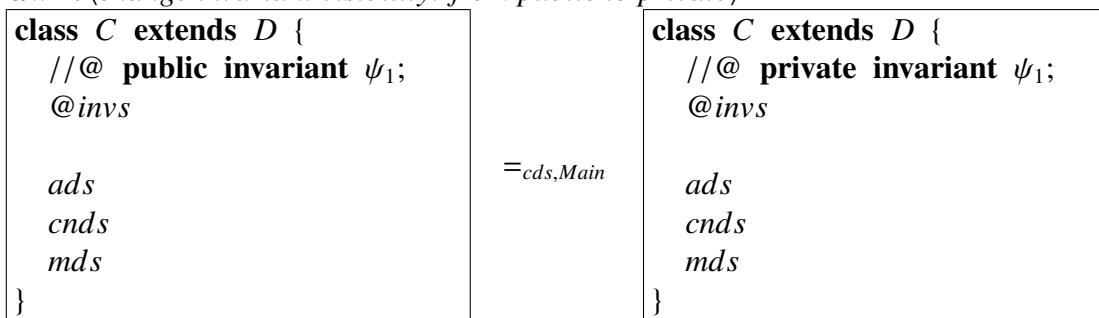 class C extends D {
//@ public invariant ψ₁;
@invs
ads
cnds
mds
}
=cds,Main
class C extends D {
//@ private invariant ψ₁;
@invs
ads
cnds
mds
}